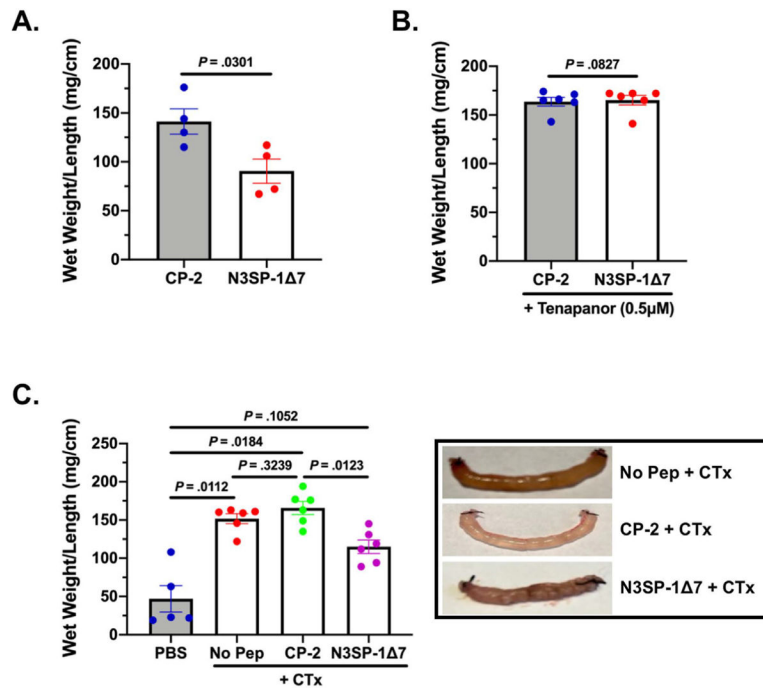 A.
P = .0301
Wet Weight/Length (mg/cm)
200
150
100
50
0
CP-2 N3SP-1Δ7
B.
P = .0827
Wet Weight/Length (mg/cm)
200
150
100
50
0
CP-2 N3SP-1Δ7
+ Tenapanor (0.5μM)
C.
Wet Weight/Length (mg/cm)
250
200
150
100
50
0
P = .1052
P = .0184
P = .3239 P = .0123
P = .0112
PBS No Pep CP-2 N3SP-1Δ7
+ CTx
No Pep + CTx
CP-2 + CTx
N3SP-1Δ7 + CTx